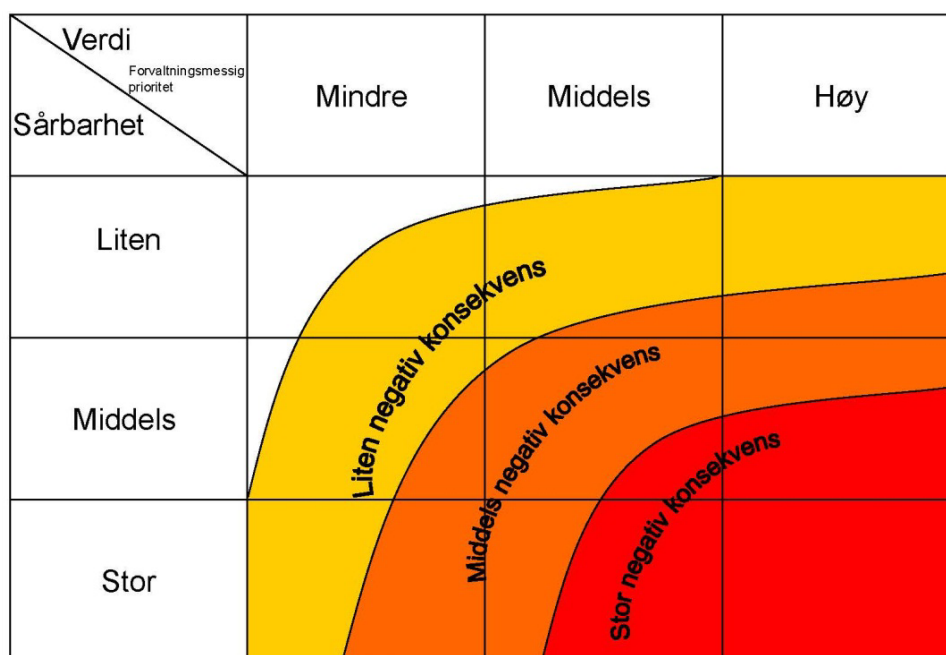 Verdi
Forvaltningsmessig
prioritet
Sårbarhet
Mindre
Middels
Høy
Liten
Middels
Stor
Liten negativ konsekvens
Middels negativ konsekvens
Stor negativ konsekvens